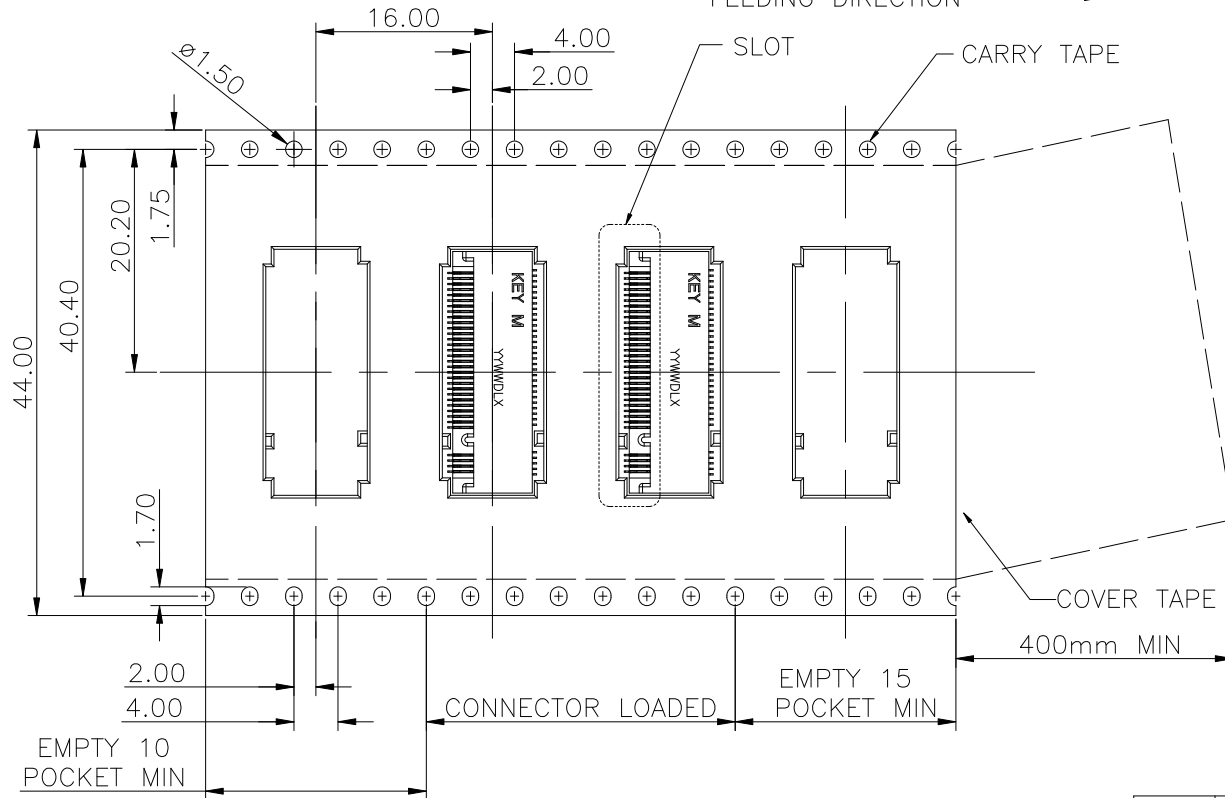 FEEDING DIRECTION
16.00
4.00
SLOT
CARRY TAPE
ø1.50
2.00
1.75
20.20
40.40
44.00
KEY M
YYWWDLX
KEY M
YYWWDLX
1.70
COVER TAPE
400mm MIN
2.00
EMPTY 15
POCKET MIN
4.00
CONNECTOR LOADED
EMPTY 10
POCKET MIN